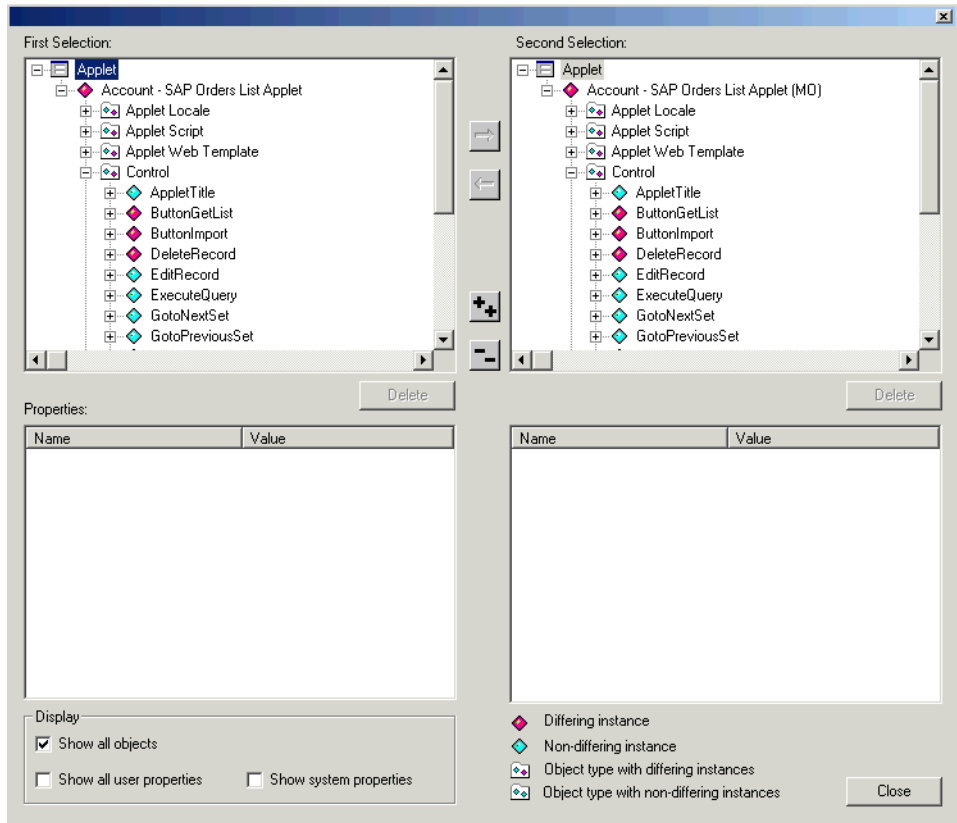 First Selection:
Applet
Account - SAP Orders List Applet
Applet Locale
Applet Script
Applet Web Template
Control
AppletTitle
ButtonGetList
ButtonImport
DeleteRecord
EditRecord
ExecuteQuery
GotoNextSet
GotoPreviousSet
Delete
Second Selection:
Applet
Account - SAP Orders List Applet (MO)
Applet Locale
Applet Script
Applet Web Template
Control
AppletTitle
ButtonGetList
ButtonImport
DeleteRecord
EditRecord
ExecuteQuery
GotoNextSet
GotoPreviousSet
Delete
Properties:
Name Value
Name Value
Display
Show all objects
Show all user properties Show system properties
Differing instance
Non-differing instance
Object type with differing instances
Object type with non-differing instances
Close